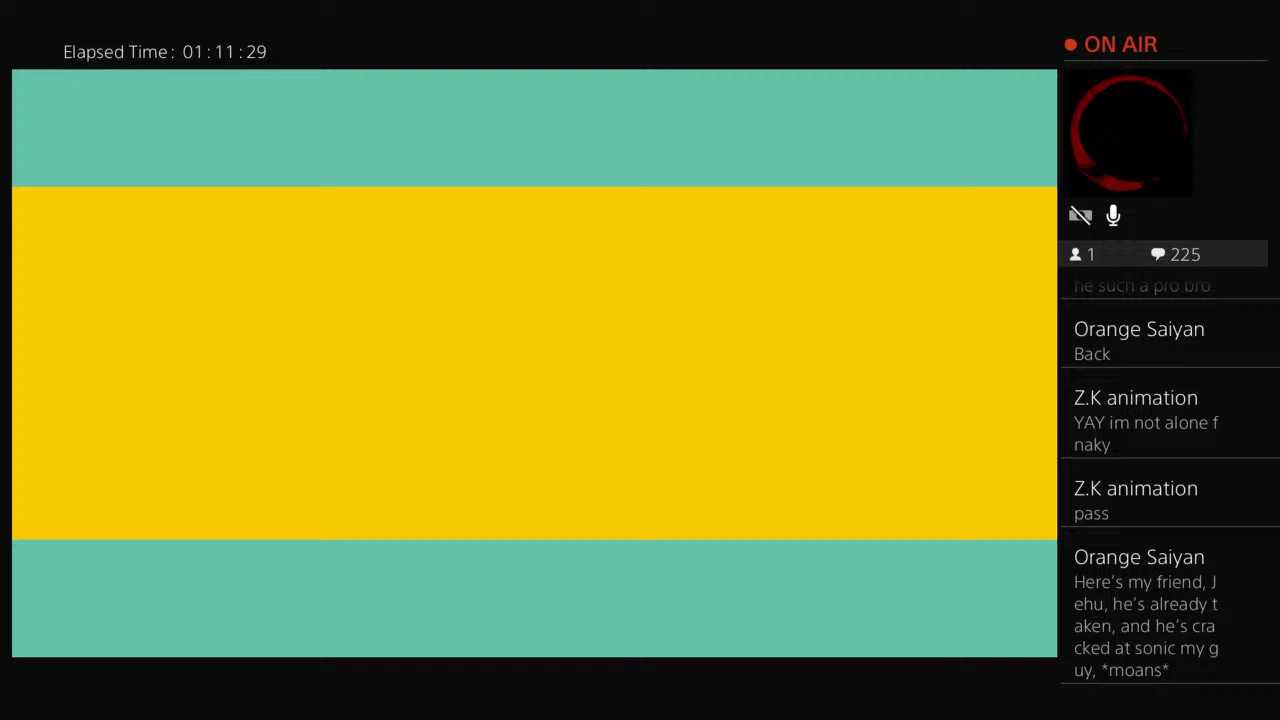 Elapsed Time: 01:11:29
ON AIR
1 225
he such a pro bro
Orange Saiyan
Back
Z.K animation
YAY im not alone f
naky
Z.K animation
pass
Orange Saiyan
Here's my friend, J
ehu, he's already t
aken, and he's cra
cked at sonic my g
uy, *moans*